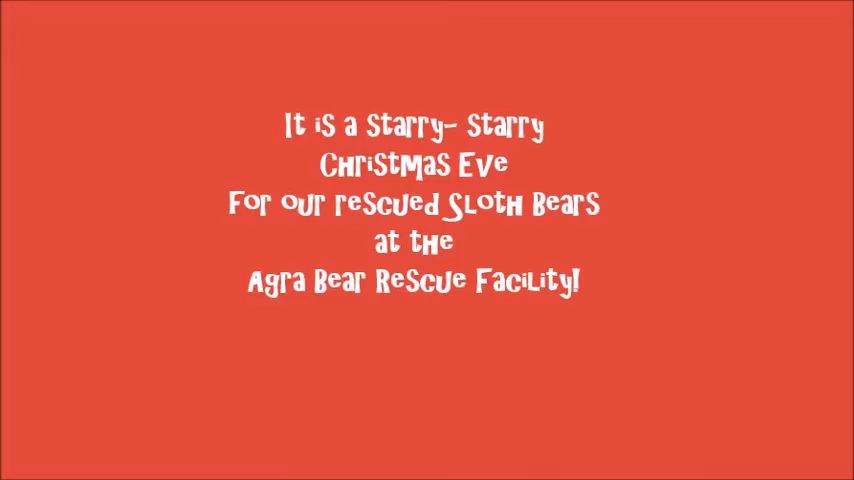 It is a Starry- Starry
Christmas Eve
For our rescued Sloth Bears
at the
Agra Bear Rescue Facility!